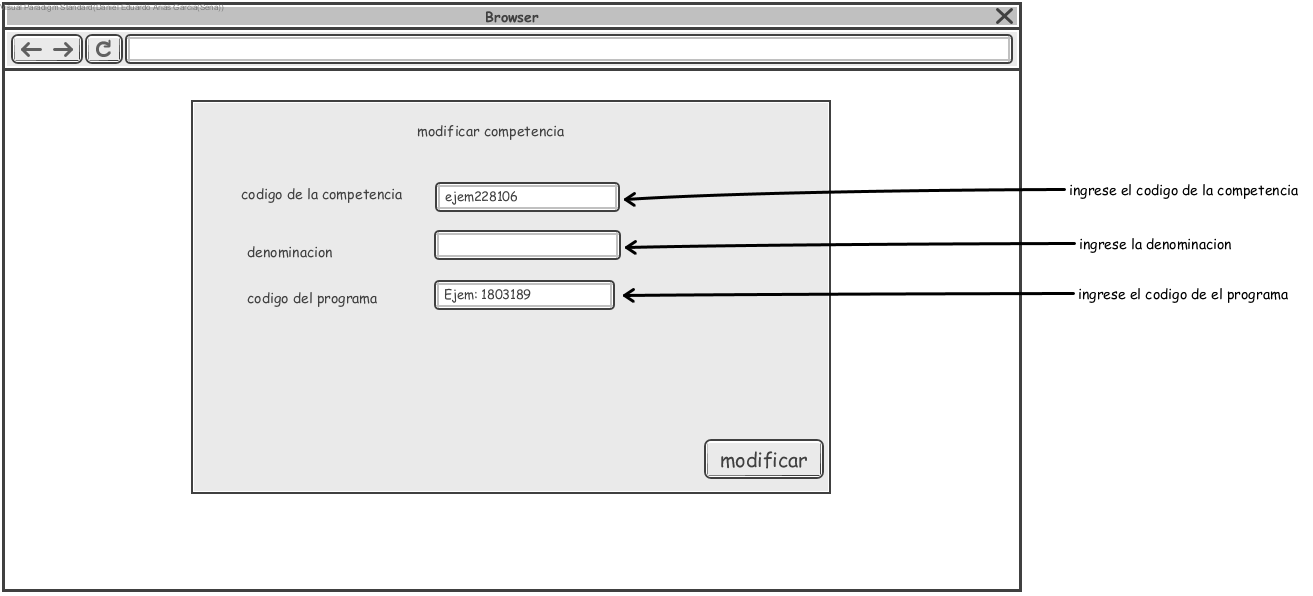 Visual Paradigm Standard(Daniel Eduardo Arias Garcia(Sena))
Browser
modificar competencia
codigo de la competencia
ejem228106
ingrese el codigo de la competencia
denominacion
ingrese la denominacion
codigo del programa
Ejem: 1803189
ingrese el codigo de el programa
modificar